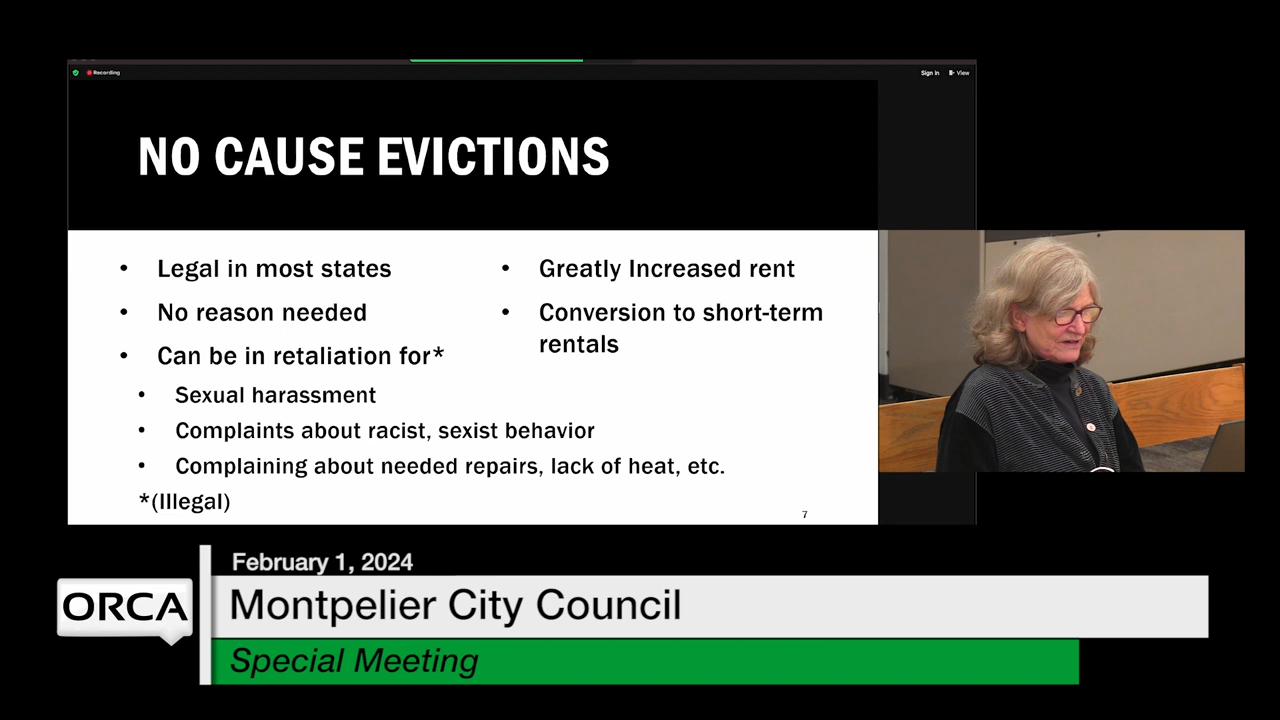 Recording
Sign In
View
NO CAUSE EVICTIONS
• Legal in most states
• No reason needed
• Can be in retaliation for*
• Sexual harassment
• Complaints about racist, sexist behavior
• Complaining about needed repairs, lack of heat, etc.
*(Illegal)
• Greatly Increased rent
• Conversion to short-term
rentals
7
February 1, 2024
ORCA
Montpelier City Council
Special Meeting